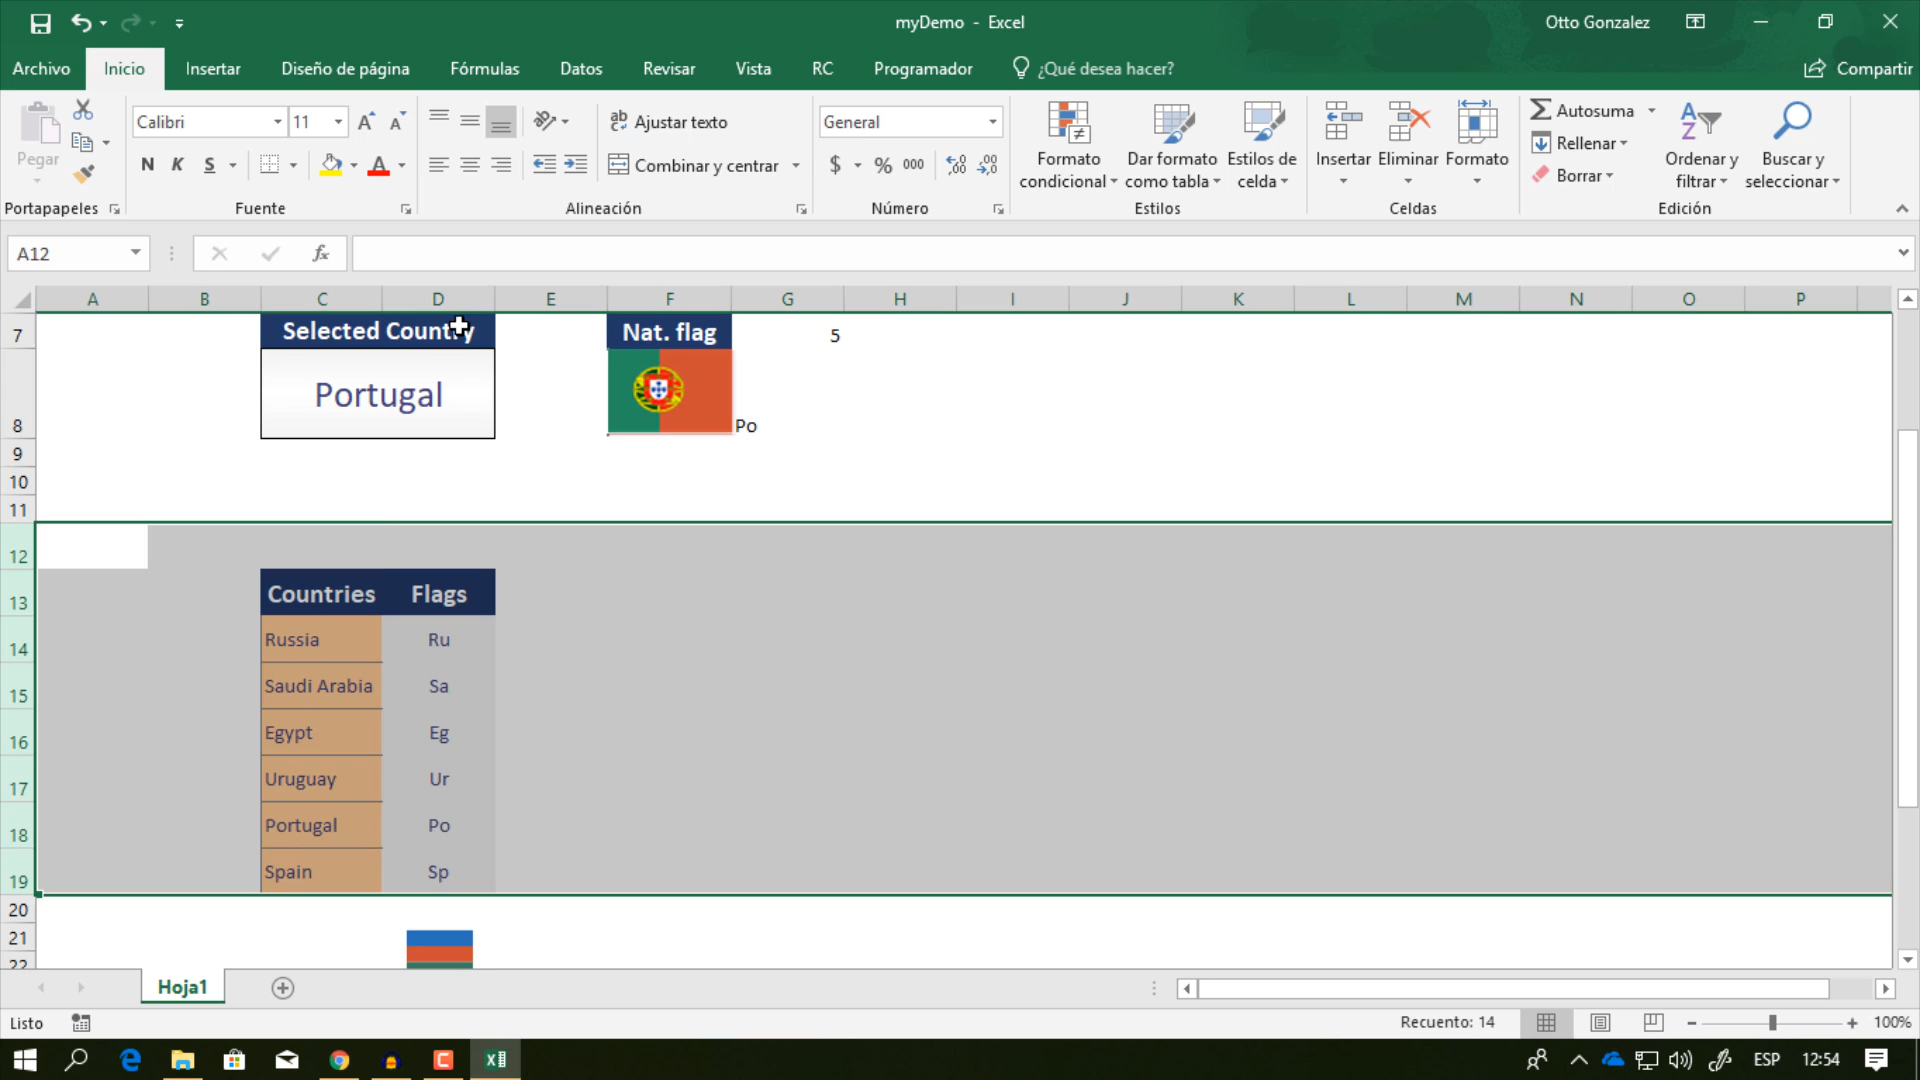 myDemo - Excel
Otto Gonzalez
Archivo Inicio Insertar Diseño de página Fórmulas Datos Revisar Vista RC Programador ¿Qué desea hacer? Compartir
Pegar
Portapapeles
Calibri 11
N K S
Fuente
Ajustar texto
Combinar y centrar
Alineación
General
$ % 000
Número
Formato condicional
Dar formato como tabla
Estilos de celda
Estilos
Insertar Eliminar Formato
Celdas
Autosuma
Rellenar
Borrar
Ordenar y filtrar
Buscar y seleccionar
Edición
A12 fx
A B C D E F G H I J K L M N O P
7 Selected Country Nat. flag 5
8 Portugal Po
9
10
11
12
13 Countries Flags
14 Russia Ru
15 Saudi Arabia Sa
16 Egypt Eg
17 Uruguay Ur
18 Portugal Po
19 Spain Sp
20
21
22
Hoja1
Listo Recuento: 14 100%
ESP 12:54